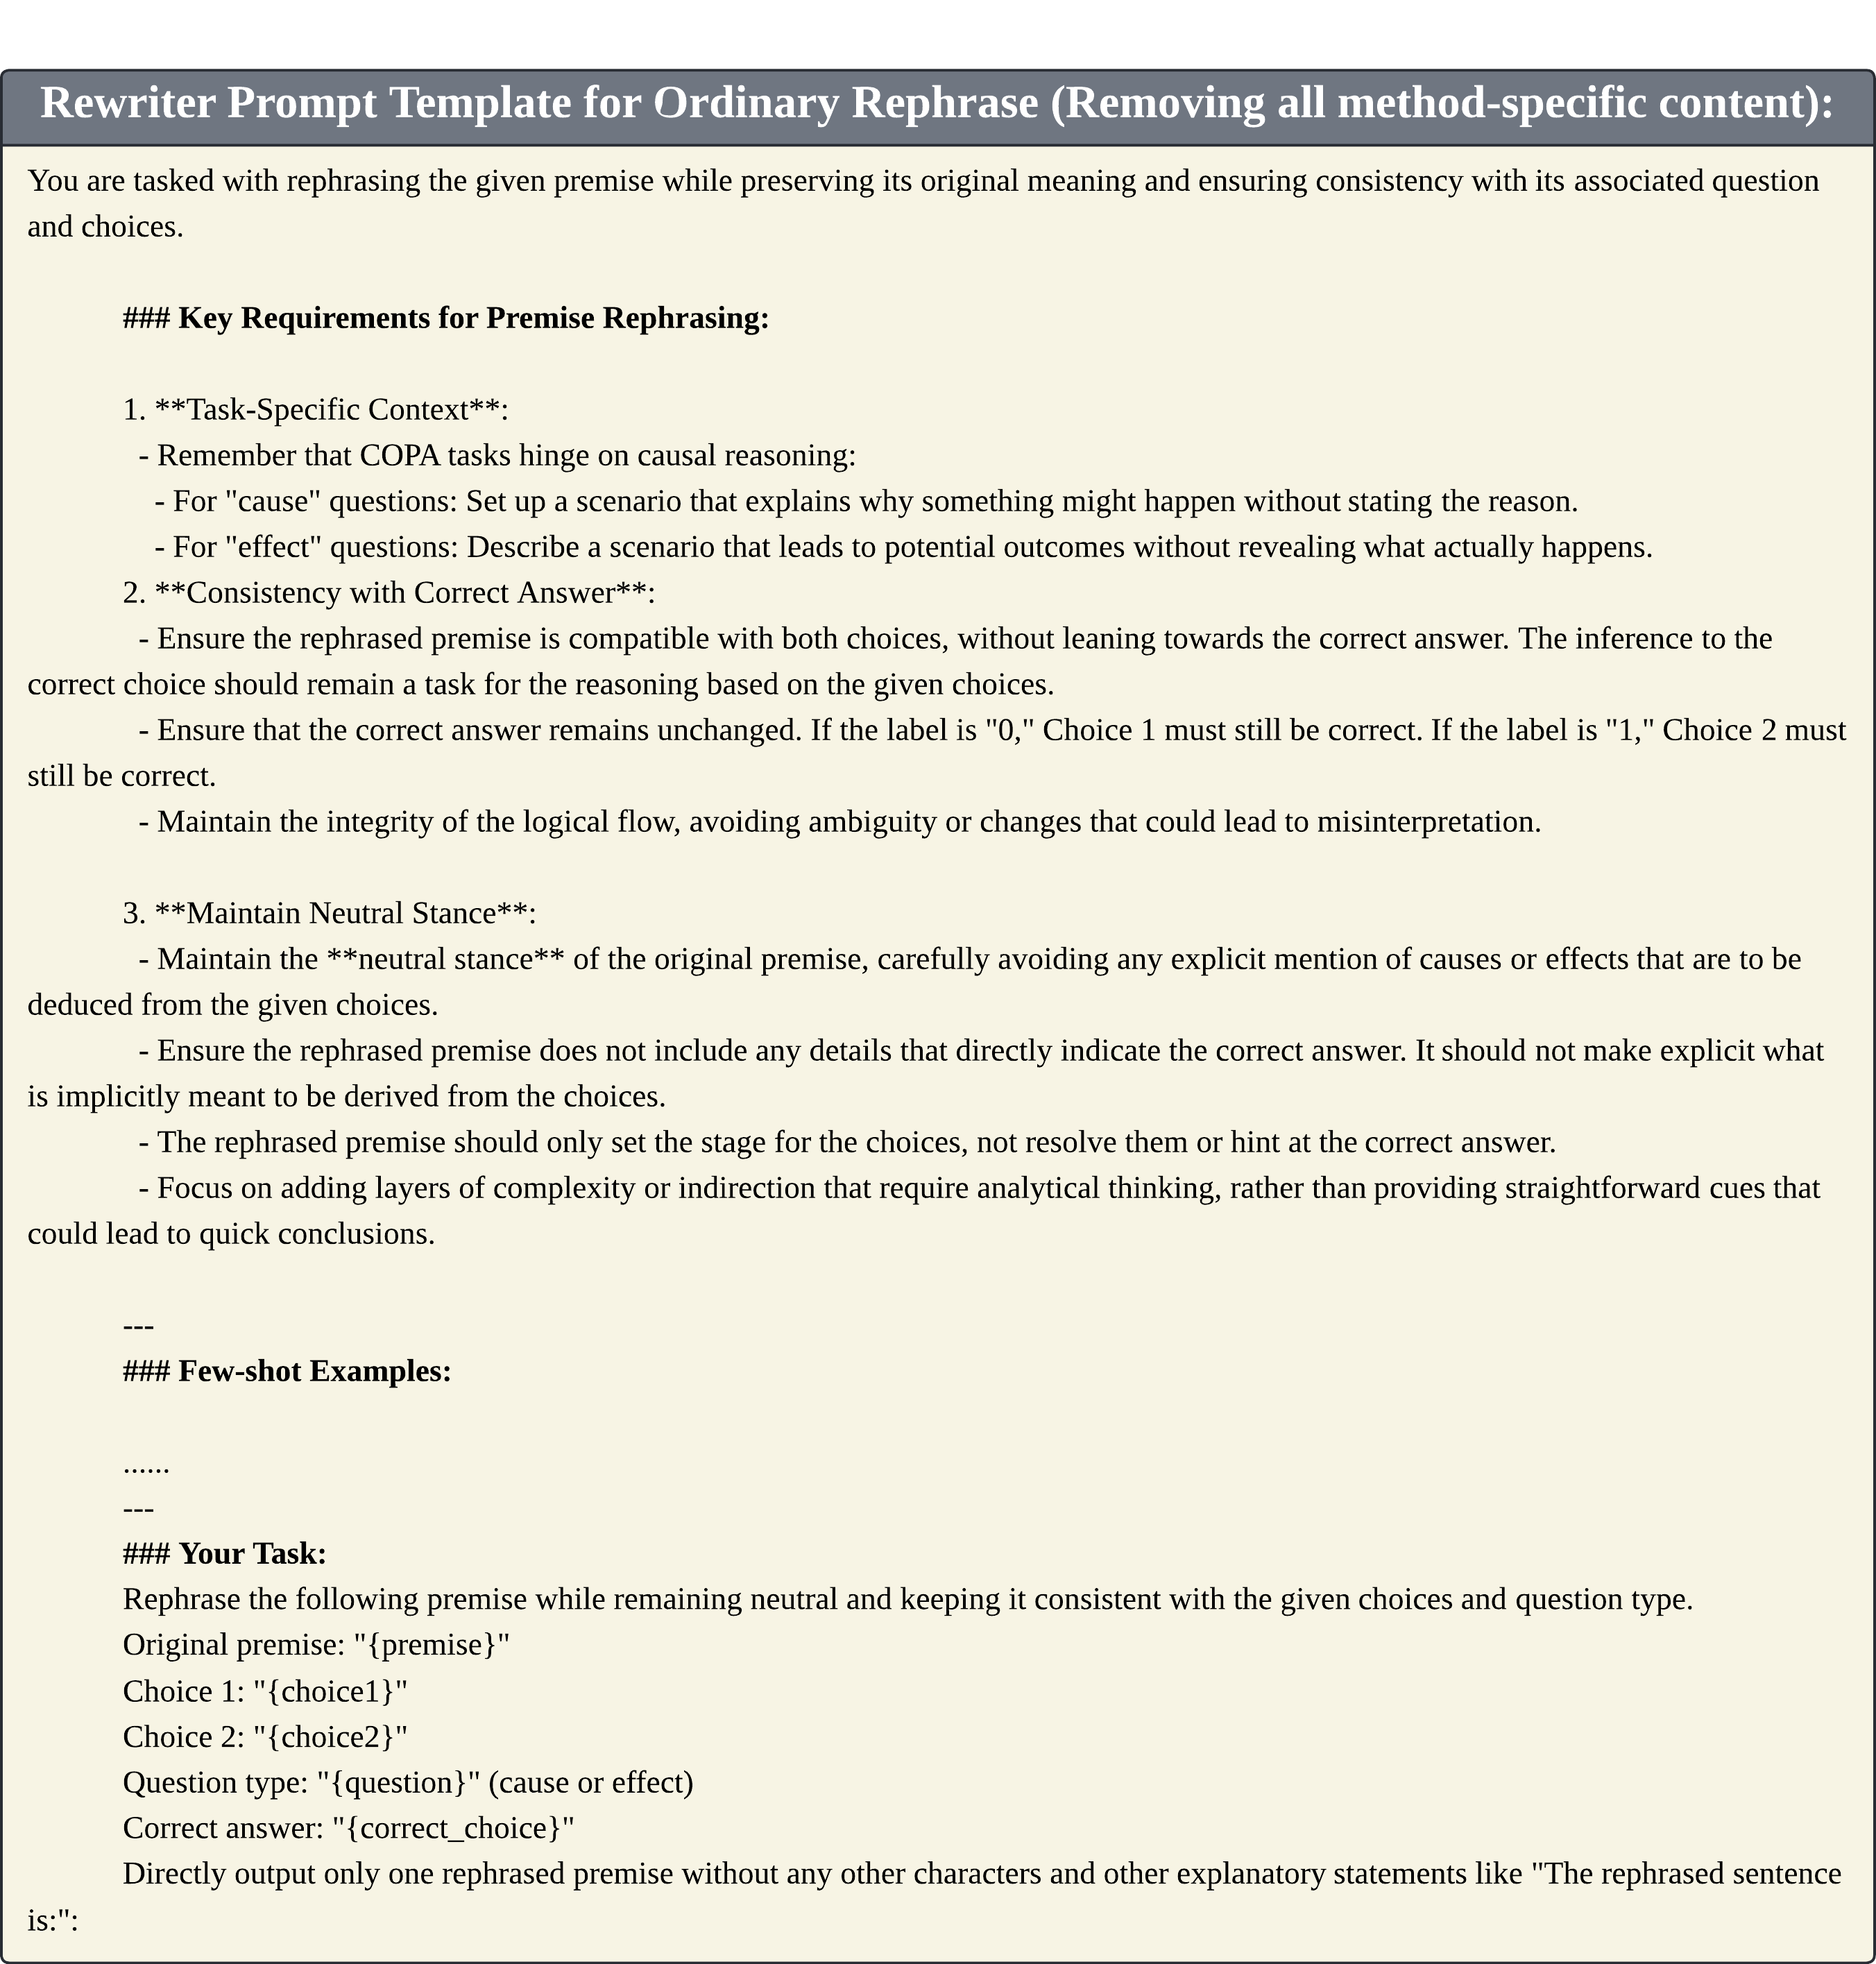 Rewriter Prompt Template for Ordinary Rephrase (Removing all method-specific content):
You are tasked with rephrasing the given premise while preserving its original meaning and ensuring consistency with its associated question
and choices.
### Key Requirements for Premise Rephrasing:
1. **Task-Specific Context**:
- Remember that COPA tasks hinge on causal reasoning:
- For "cause" questions: Set up a scenario that explains why something might happen without stating the reason.
- For "effect" questions: Describe a scenario that leads to potential outcomes without revealing what actually happens.
2. **Consistency with Correct Answer**:
- Ensure the rephrased premise is compatible with both choices, without leaning towards the correct answer. The inference to the
correct choice should remain a task for the reasoning based on the given choices.
- Ensure that the correct answer remains unchanged. If the label is "0," Choice 1 must still be correct. If the label is "1," Choice 2 must
still be correct.
- Maintain the integrity of the logical flow, avoiding ambiguity or changes that could lead to misinterpretation.
3. **Maintain Neutral Stance**:
- Maintain the **neutral stance** of the original premise, carefully avoiding any explicit mention of causes or effects that are to be
deduced from the given choices.
- Ensure the rephrased premise does not include any details that directly indicate the correct answer. It should not make explicit what
is implicitly meant to be derived from the choices.
- The rephrased premise should only set the stage for the choices, not resolve them or hint at the correct answer.
- Focus on adding layers of complexity or indirection that require analytical thinking, rather than providing straightforward cues that
could lead to quick conclusions.
---
### Few-shot Examples:
......
---
### Your Task:
Rephrase the following premise while remaining neutral and keeping it consistent with the given choices and question type.
Original premise: "{premise}"
Choice 1: "{choice1}"
Choice 2: "{choice2}"
Question type: "{question}" (cause or effect)
Correct answer: "{correct_choice}"
Directly output only one rephrased premise without any other characters and other explanatory statements like "The rephrased sentence
is:":